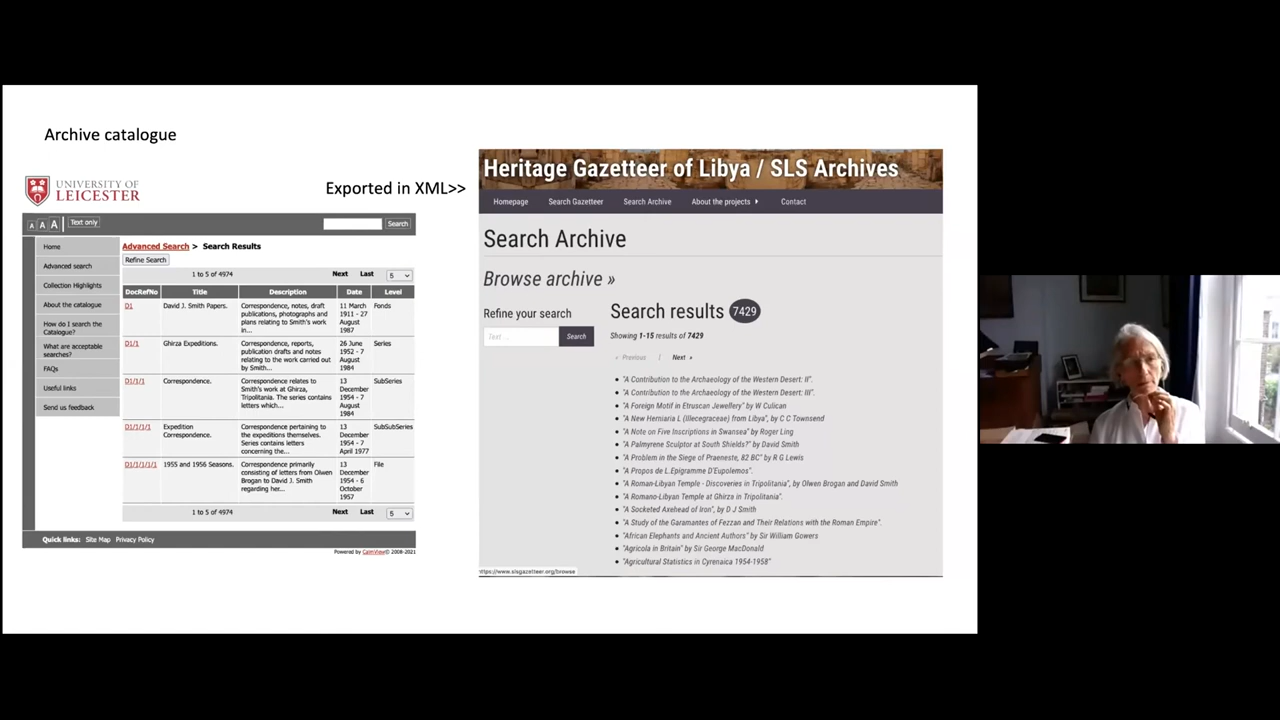 Archive catalogue
UNIVERSITY OF
LEICESTER
Exported in XML>>
A A A
Text only
Search
Home
Advanced search
Collection Highlights
About the catalogue
How do I search the
Catalogue?
What are acceptable
searches?
FAQs
Useful links
Send us feedback
Advanced Search > Search Results
Refine Search
1 to 5 of 4974 Next Last 5
DocRefNo Title Description Date Level
D1 David J. Smith Papers. Correspondence, notes, draft publications, photographs and plans relating to Smith's work in... 11 March 1911 - 27 August 1987 Fonds
D1/1 Ghirza Expeditions. Correspondence, reports, publication drafts and notes relating to the work carried out by Smith... 26 June 1952 - 7 August 1984 Series
D1/1/1 Correspondence. Correspondence relates to Smith's work at Ghirza, Tripolitania. The series contains letters which... 13 December 1954 - 7 August 1984 SubSeries
D1/1/1/1 Expedition Correspondence. Correspondence pertaining to the expeditions themselves. Series contains letters concerning the... 13 December 1954 - 7 April 1977 SubSubSeries
D1/1/1/1/1 1955 and 1956 Seasons. Correspondence primarily consisting of letters from Olwen Brogan to David J. Smith regarding her... 13 December 1954 - 6 October 1957 File
1 to 5 of 4974 Next Last 5
Quick links: Site Map Privacy Policy
Powered by CalmView© 2008-2021
Heritage Gazetteer of Libya / SLS Archives
Homepage Search Gazetteer Search Archive About the projects Contact
Search Archive
Browse archive »
Refine your search
Text ...
Search
Search results 7429
Showing 1-15 results of 7429
« Previous | Next »
"A Contribution to the Archaeology of the Western Desert: II".
"A Contribution to the Archaeology of the Western Desert: III".
"A Foreign Motif in Etruscan Jewellery" by W Culican
"A New Herniaria L (Illecegraceae) from Libya", by C C Townsend
"A Note on Five Inscriptions in Swansea" by Roger Ling
"A Palmyrene Sculptor at South Shields?" by David Smith
"A Problem in the Siege of Praeneste, 82 BC" by R G Lewis
"A Propos de L.Epigramme D'Eupolemos".
"A Roman-Libyan Temple - Discoveries in Tripolitania", by Olwen Brogan and David Smith
"A Romano-Libyan Temple at Ghirza in Tripolitania".
"A Socketed Axehead of Iron", by D J Smith
"A Study of the Garamantes of Fezzan and Their Relations with the Roman Empire".
"African Elephants and Ancient Authors" by Sir William Gowers
"Agricola in Britain" by Sir George MacDonald
"Agricultural Statistics in Cyrenaica 1954-1958"
https://www.slsgazetteer.org/browse